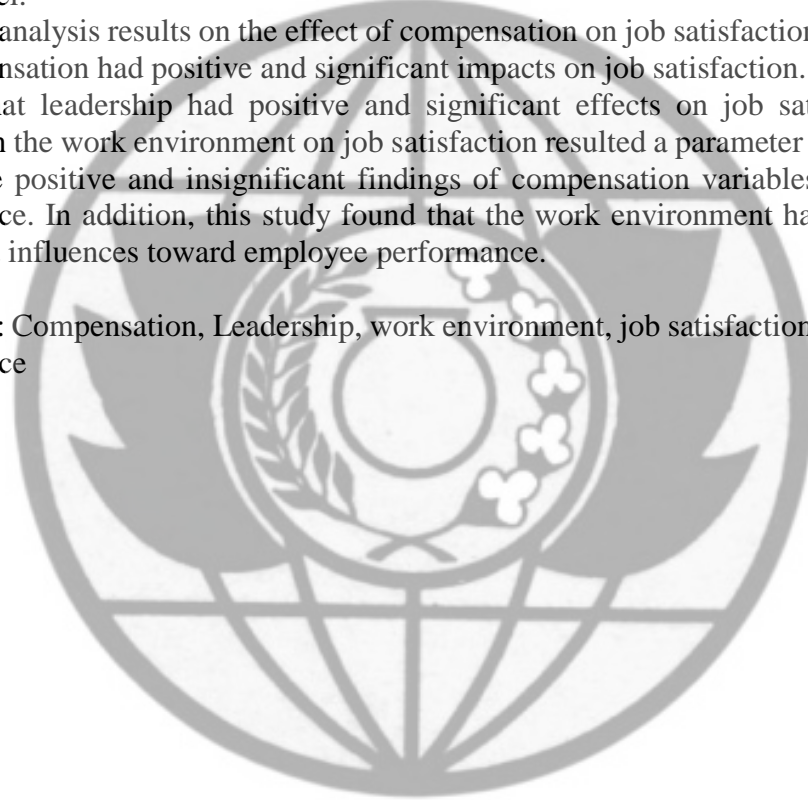 analysis results on the effect of compensation on job satisfaction
nsation had positive and significant impacts on job satisfaction.
at leadership had positive and significant effects on job sat
n the work environment on job satisfaction resulted a parameter
e positive and insignificant findings of compensation variables
ce. In addition, this study found that the work environment ha
influences toward employee performance.
: Compensation, Leadership, work environment, job satisfaction
ce